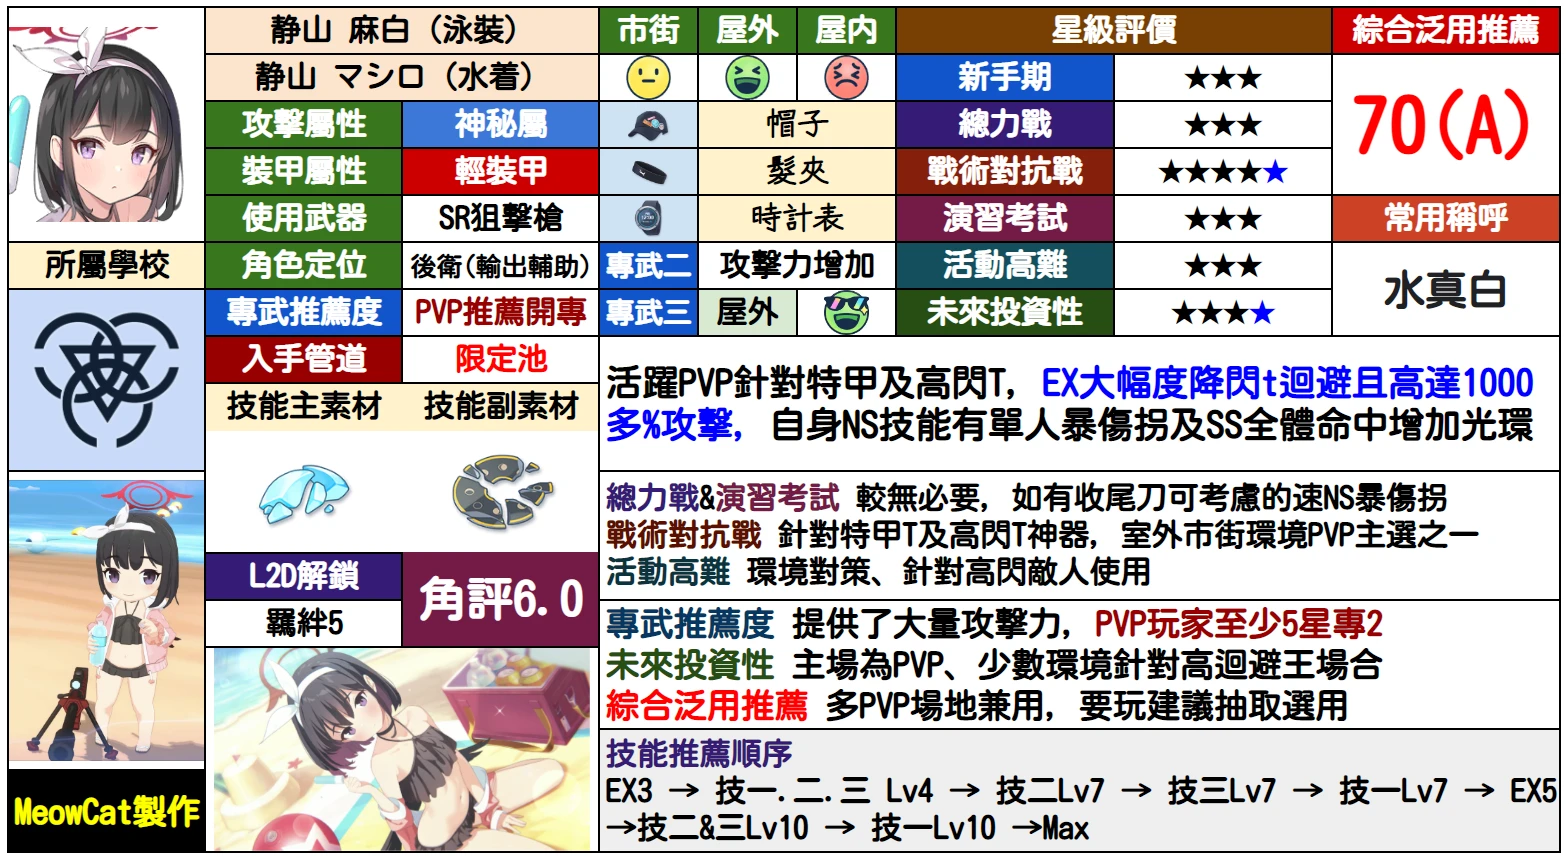 静山 麻白（泳裝）
静山 マシロ（水着）
市街 屋外 屋內
星級評價
綜合泛用推薦
新手期 ★★★
70(A)
攻擊屬性 神秘屬
帽子
總力戰 ★★★
裝甲屬性 輕裝甲
髮夾
戰術對抗戰 ★★★★★
使用武器 SR狙擊槍
時計表
演習考試 ★★★
常用稱呼
所屬學校
角色定位 後衛(輸出輔助)
專武二 攻擊力增加
活動高難 ★★★
水真白
專武推薦度 PVP推薦開專
專武三 屋外
未來投資性 ★★★★
入手管道 限定池
技能主素材 技能副素材
活躍PVP針對特甲及高閃T，EX大幅度降閃t迴避且高達1000
多%攻擊，自身NS技能有單人暴傷拐及SS全體命中增加光環
總力戰&演習考試 較無必要，如有收尾刀可考慮的速NS暴傷拐
戰術對抗戰 針對特甲T及高閃T神器，室外市街環境PVP主選之一
活動高難 環境對策、針對高閃敵人使用
L2D解鎖
羈絆5
角評6.0
專武推薦度 提供了大量攻擊力，PVP玩家至少5星專2
未來投資性 主場為PVP、少數環境針對高迴避王場合
綜合泛用推薦 多PVP場地兼用，要玩建議抽取選用
技能推薦順序
EX3 → 技一.二.三 Lv4 → 技二Lv7 → 技三Lv7 → 技一Lv7 → EX5
→技二&三Lv10 → 技一Lv10 →Max
MeowCat製作